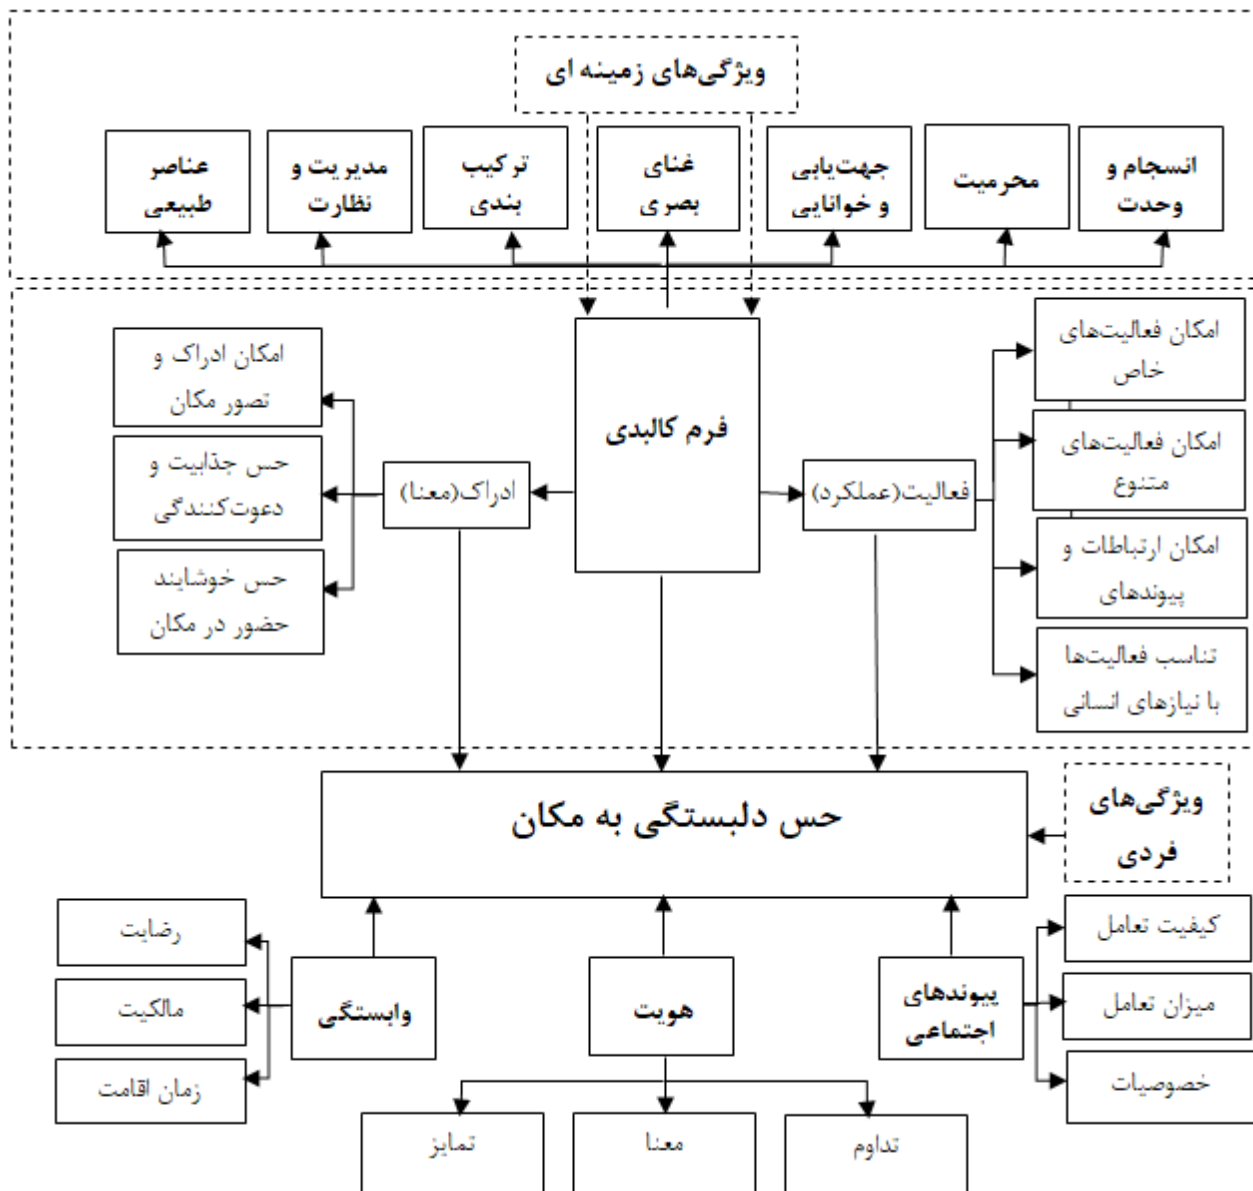 ویژگی‌های زمینه ای
انسجام و
وحدت
محرمیت
جهت‌یابی
و خوانایی
غنای
بصری
ترکیب
بندی
مدیریت و
نظارت
عناصر
طبیعی
فرم کالبدی
فعالیت(عملکرد)
امکان فعالیت‌های
خاص
امکان فعالیت‌های
متنوع
امکان ارتباطات و
پیوندهای
تناسب فعالیت‌ها
با نیازهای انسانی
ادراک(معنا)
امکان ادراک و
تصور مکان
حس جذابیت و
دعوت‌کنندگی
حس خوشایند
حضور در مکان
حس دلبستگی به مکان
ویژگی‌های
فردی
پیوندهای
اجتماعی
کیفیت تعامل
میزان تعامل
خصوصیات
هویت
تداوم
معنا
تمایز
وابستگی
رضایت
مالکیت
زمان اقامت